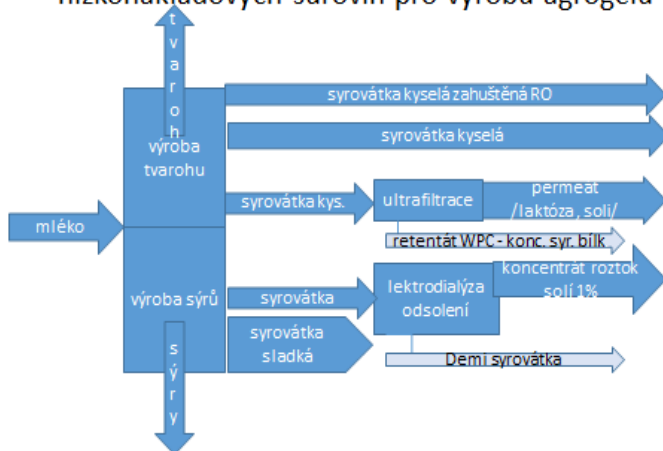 nízkonákladových surovin pro výrobu agrogelu
tvaroh
syrovátka kyselá zahuštěná RO
syrovátka kyselá
výroba
tvarohu
syrovátka kys.
ultrafiltrace
permeát
/laktóza, soli/
mléko
retentát WPC - konc. syr. bílk
koncentrát roztok
solí 1%
výroba sýrů
syrovátka
lektrodialýza
odsolení
syrovátka
sladká
Demi syrovátka
sýry